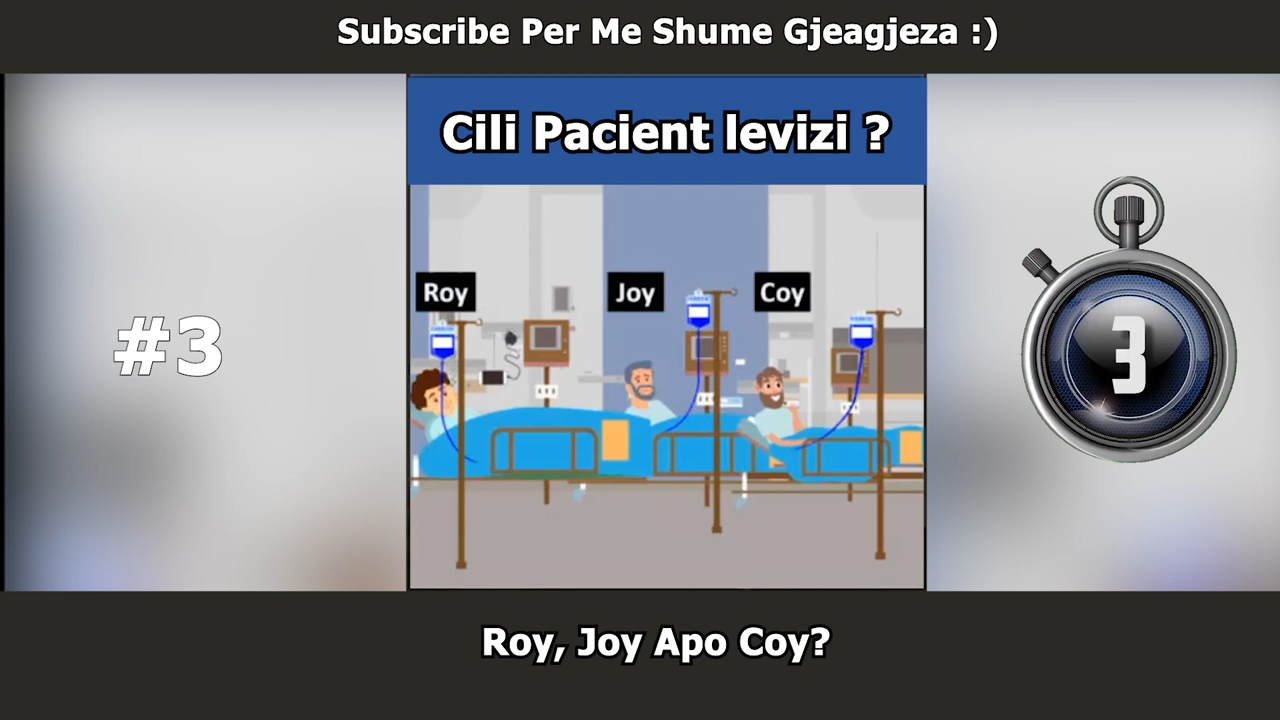 Subscribe Per Me Shume Gjeagjeza :)
Cili Pacient levizi ?
Roy
Joy
Coy
#3
3
Roy, Joy Apo Coy?